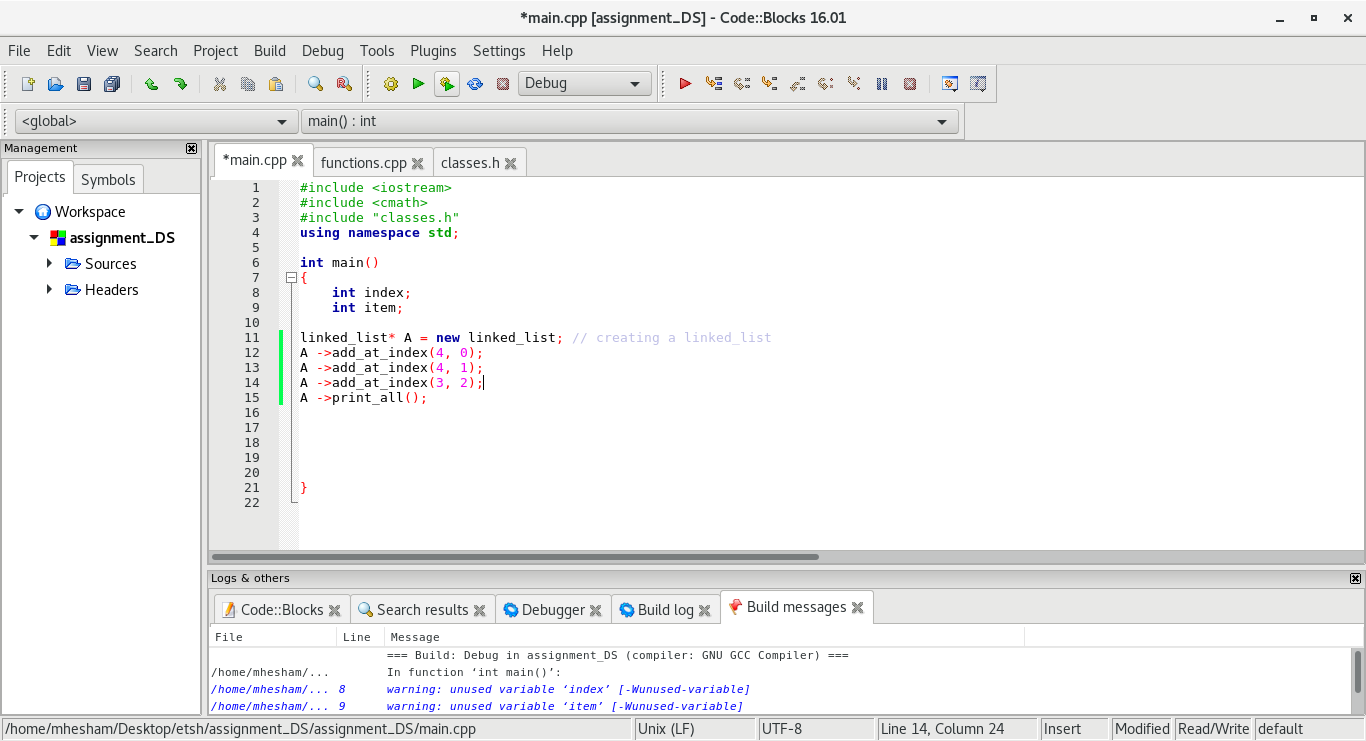 *main.cpp [assignment_DS] - Code::Blocks 16.01
File Edit View Search Project Build Debug Tools Plugins Settings Help
Debug
<global> main() : int
Management
Projects Symbols
Workspace
assignment_DS
Sources
Headers
*main.cpp functions.cpp classes.h
1 #include <iostream>
2 #include <cmath>
3 #include "classes.h"
4 using namespace std;
5
6 int main()
7 {
8 int index;
9 int item;
10
11 linked_list* A = new linked_list; // creating a linked_list
12 A ->add_at_index(4, 0);
13 A ->add_at_index(4, 1);
14 A ->add_at_index(3, 2);
15 A ->print_all();
16
17
18
19
20
21 }
22
Logs & others
Code::Blocks Search results Debugger Build log Build messages
File Line Message
=== Build: Debug in assignment_DS (compiler: GNU GCC Compiler) ===
/home/mhesham/... In function ‘int main()’:
/home/mhesham/... 8 warning: unused variable ‘index’ [-Wunused-variable]
/home/mhesham/... 9 warning: unused variable ‘item’ [-Wunused-variable]
/home/mhesham/Desktop/etsh/assignment_DS/assignment_DS/main.cpp Unix (LF) UTF-8 Line 14, Column 24 Insert Modified Read/Write default